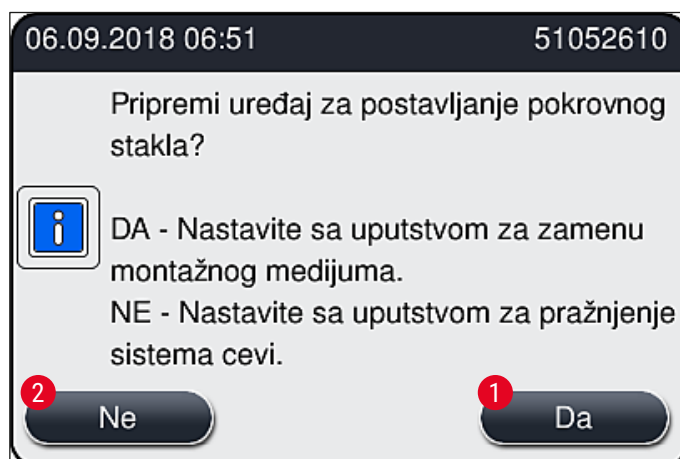 06.09.2018 06:51 51052610
Pripremi uređaj za postavljanje pokrovnog
stakla?
DA - Nastavite sa uputstvom za zamenu
montažnog medijuma.
NE - Nastavite sa uputstvom za pražnjenje
sistema cevi.
2 1
Ne Da